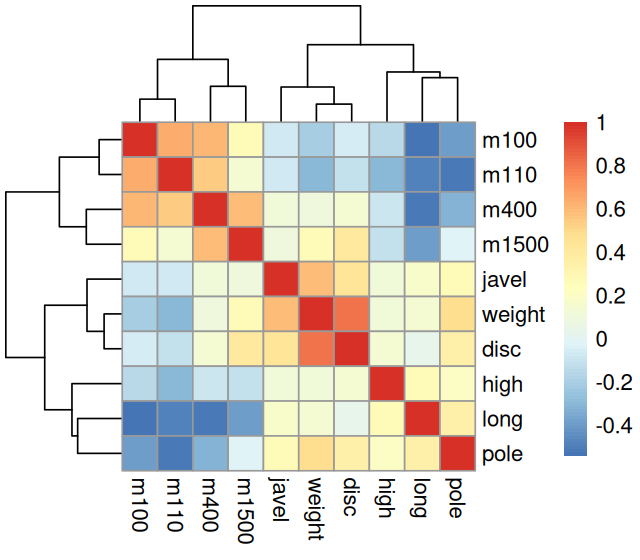 m100
m110
m400
m1500
javel
weight
disc
high
long
pole
1
0.8
0.6
0.4
0.2
0
-0.2
-0.4
m100
m110
m400
m1500
javel
weight
disc
high
long
pole